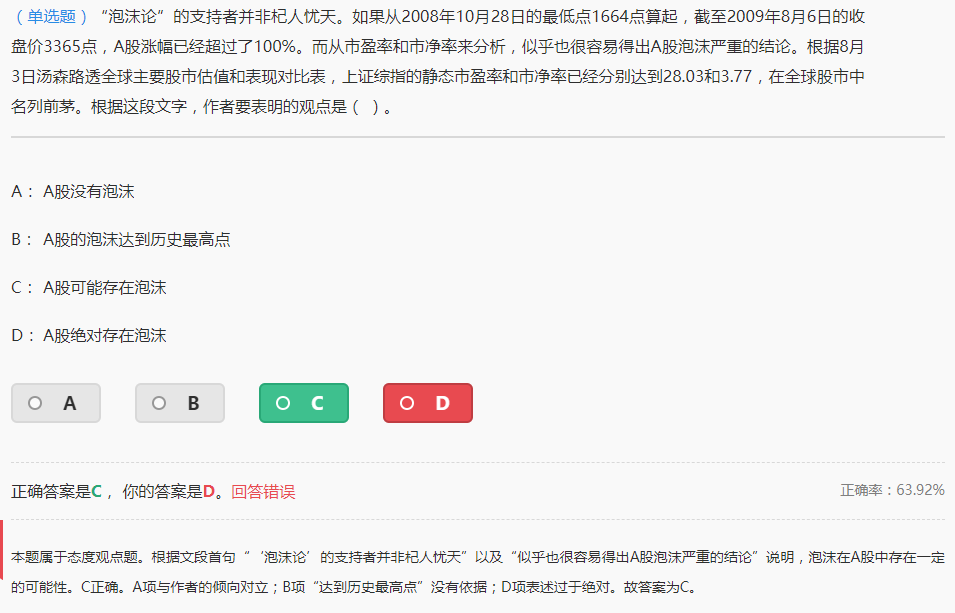 （单选题）“泡沫论”的支持者并非杞人忧天。如果从2008年10月28日的最低点1664点算起，截至2009年8月6日的收
盘价3365点，A股涨幅已经超过了100%。而从市盈率和市净率来分析，似乎也很容易得出A股泡沫严重的结论。根据8月
3日汤森路透全球主要股市估值和表现对比表，上证综指的静态市盈率和市净率已经分别达到28.03和3.77，在全球股市中
名列前茅。根据这段文字，作者要表明的观点是（ ）。
A： A股没有泡沫
B： A股的泡沫达到历史最高点
C： A股可能存在泡沫
D： A股绝对存在泡沫
A B C D
正确答案是C， 你的答案是D。回答错误 正确率：63.92%
本题属于态度观点题。根据文段首句“‘泡沫论’的支持者并非杞人忧天”以及“似乎也很容易得出A股泡沫严重的结论”说明，泡沫在A股中存在一定
的可能性。C正确。A项与作者的倾向对立；B项“达到历史最高点”没有依据；D项表述过于绝对。故答案为C。